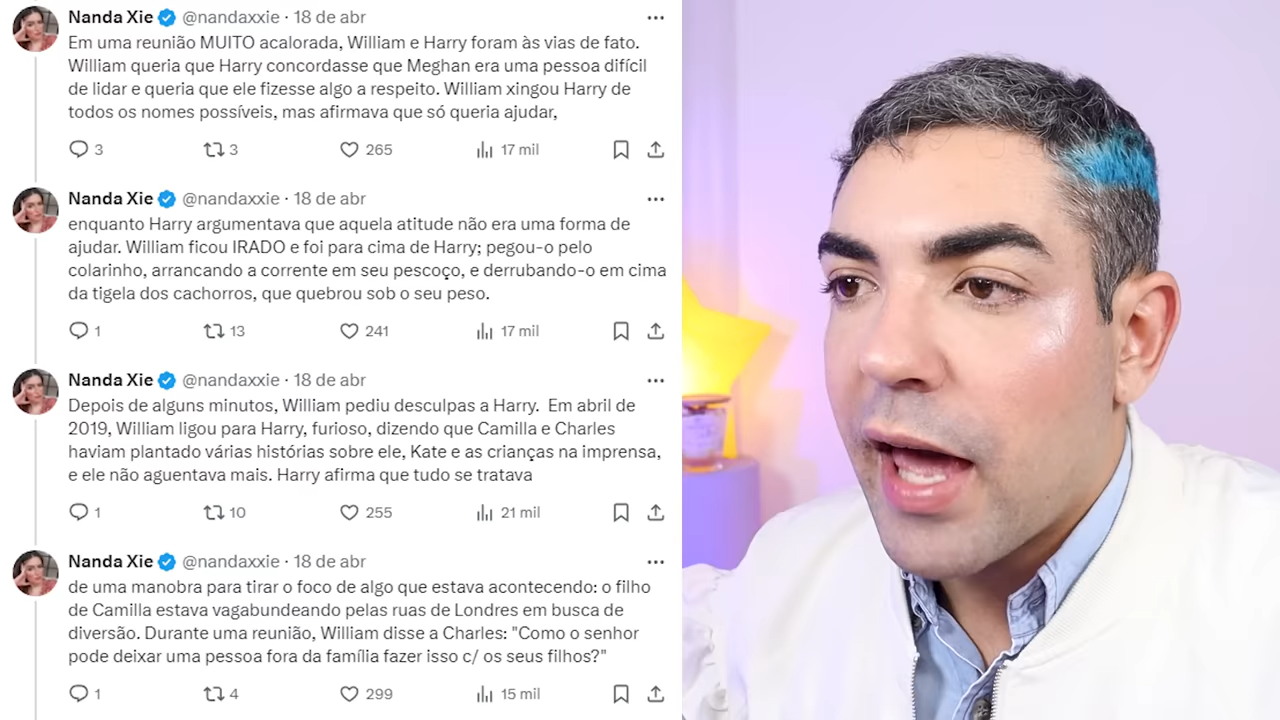 Nanda Xie @nandaxxie · 18 de abr
Em uma reunião MUITO acalorada, William e Harry foram às vias de fato.
William queria que Harry concordasse que Meghan era uma pessoa difícil
de lidar e queria que ele fizesse algo a respeito. William xingou Harry de
todos os nomes possíveis, mas afirmava que só queria ajudar,
3 3 265 17 mil
Nanda Xie @nandaxxie · 18 de abr
enquanto Harry argumentava que aquela atitude não era uma forma de
ajudar. William ficou IRADO e foi para cima de Harry; pegou-o pelo
colarinho, arrancando a corrente em seu pescoço, e derrubando-o em cima
da tigela dos cachorros, que quebrou sob o seu peso.
1 13 241 17 mil
Nanda Xie @nandaxxie · 18 de abr
Depois de alguns minutos, William pediu desculpas a Harry. Em abril de
2019, William ligou para Harry, furioso, dizendo que Camilla e Charles
haviam plantado várias histórias sobre ele, Kate e as crianças na imprensa,
e ele não aguentava mais. Harry afirma que tudo se tratava
1 10 255 21 mil
Nanda Xie @nandaxxie · 18 de abr
de uma manobra para tirar o foco de algo que estava acontecendo: o filho
de Camilla estava vagabundeando pelas ruas de Londres em busca de
diversão. Durante uma reunião, William disse a Charles: "Como o senhor
pode deixar uma pessoa fora da família fazer isso c/ os seus filhos?"
1 4 299 15 mil